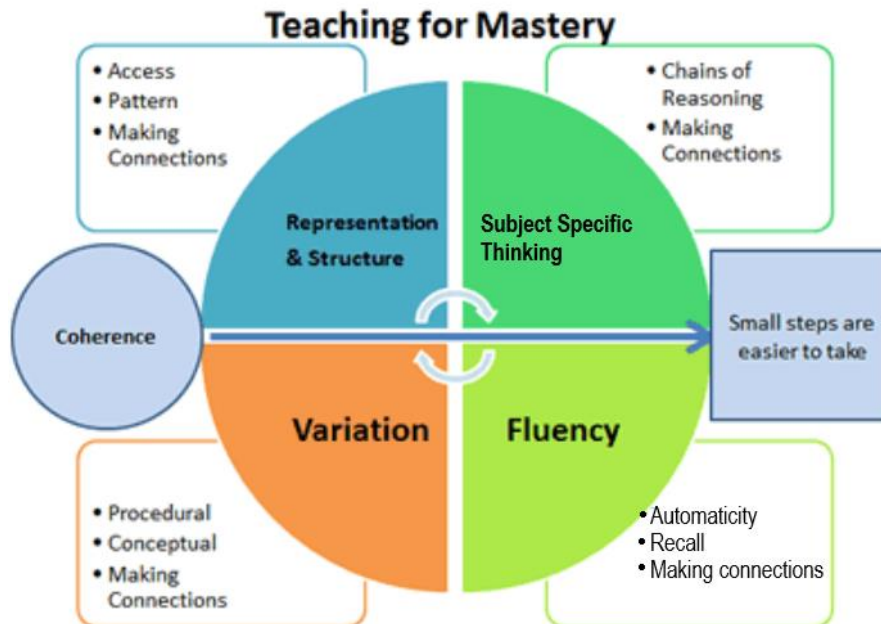 Teaching for Mastery
• Access
• Pattern
• Making
Connections
• Chains of
Reasoning
• Making
Connections
Representation
& Structure
Subject Specific
Thinking
Coherence
Small steps are
easier to take
Variation
Fluency
• Procedural
• Conceptual
• Making
Connections
• Automaticity
• Recall
• Making connections